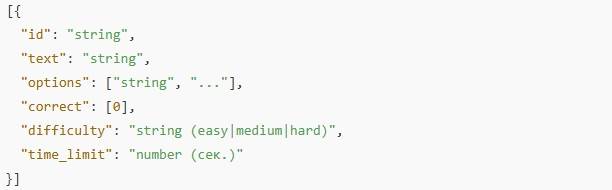 [{
  "id": "string",
  "text": "string",
  "options": ["string", "..."],
  "correct": [0],
  "difficulty": "string (easy|medium|hard)",
  "time_limit": "number (сек.)"
}]